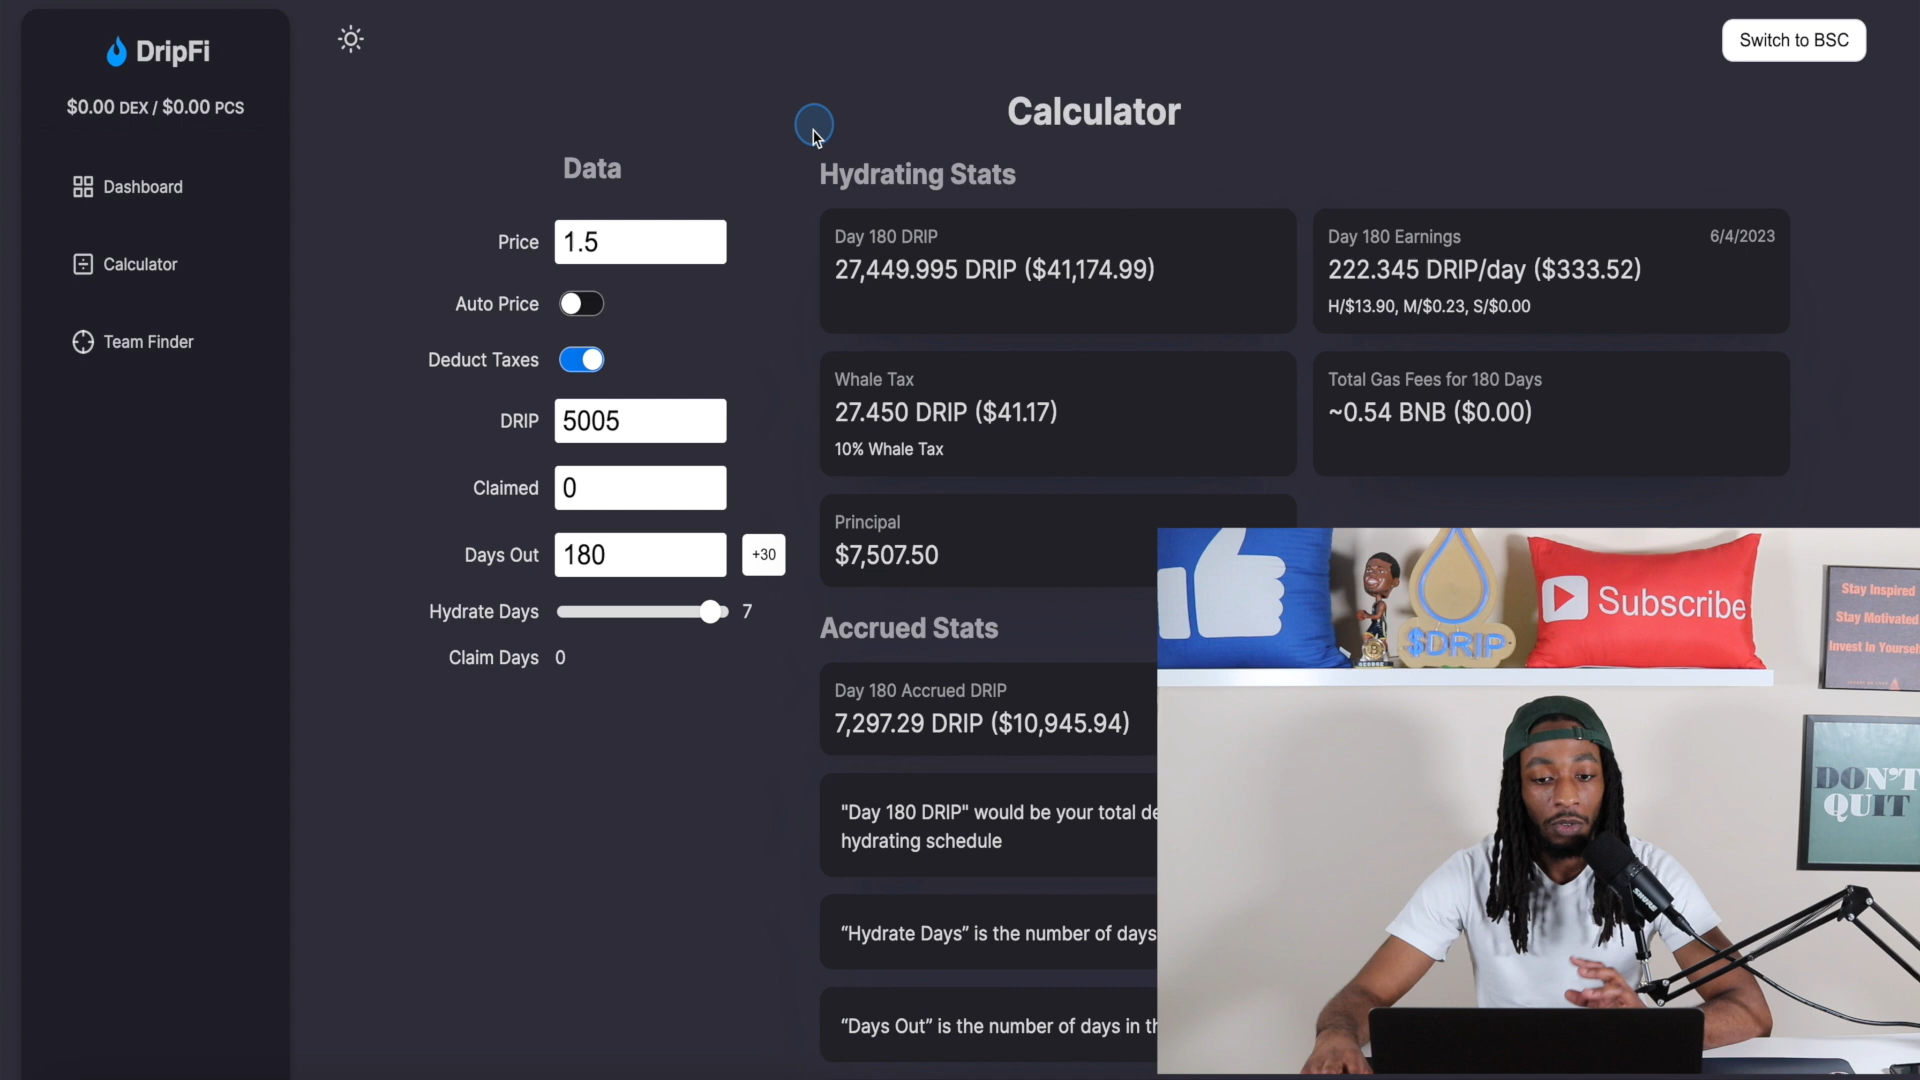 DripFi
$0.00 DEX / $0.00 PCS
Dashboard
Calculator
Team Finder
Switch to BSC
Calculator
Data
Price 1.5
Auto Price
Deduct Taxes
DRIP 5005
Claimed 0
Days Out 180 +30
Hydrate Days 7
Claim Days 0
Hydrating Stats
Day 180 DRIP
27,449.995 DRIP ($41,174.99)
Day 180 Earnings 6/4/2023
222.345 DRIP/day ($333.52)
H/$13.90, M/$0.23, S/$0.00
Whale Tax
27.450 DRIP ($41.17)
10% Whale Tax
Total Gas Fees for 180 Days
~0.54 BNB ($0.00)
Principal
$7,507.50
Accrued Stats
Day 180 Accrued DRIP
7,297.29 DRIP ($10,945.94)
"Day 180 DRIP" would be your total de
hydrating schedule
“Hydrate Days” is the number of days
“Days Out” is the number of days in th
$DRIP
GEORGE
Subscribe
Stay Inspired
Stay Motivated
Invest In Yoursel
DON'T
QUIT
SHURE